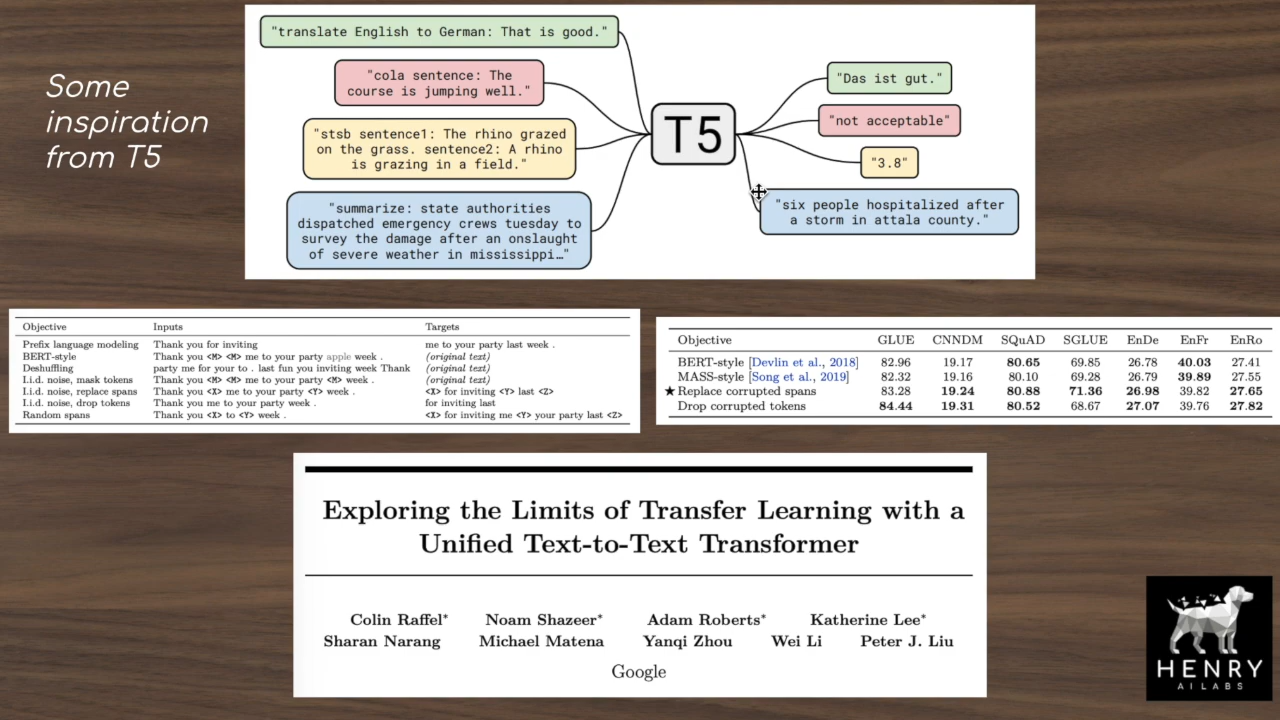 Some
inspiration
from T5
"translate English to German: That is good."
"cola sentence: The
course is jumping well."
"stsb sentence1: The rhino grazed
on the grass. sentence2: A rhino
is grazing in a field."
"summarize: state authorities
dispatched emergency crews tuesday to
survey the damage after an onslaught
of severe weather in mississippi…"
T5
"Das ist gut."
"not acceptable"
"3.8"
"six people hospitalized after
a storm in attala county."
Objective Inputs Targets
Prefix language modeling Thank you for inviting me to your party last week .
BERT-style Thank you <M> <M> me to your party apple week . (original text)
Deshuffling party me for your to . last fun you inviting week Thank (original text)
I.i.d. noise, mask tokens Thank you <M> <M> me to your party <M> week . (original text)
I.i.d. noise, replace spans Thank you <X> me to your party <Y> week . <X> for inviting <Y> last <Z>
I.i.d. noise, drop tokens Thank you me to your party week . for inviting last
Random spans Thank you <X> to <Y> week . <X> for inviting me <Y> your party last <Z>
Objective GLUE CNNDM SQuAD SGLUE EnDe EnFr EnRo
BERT-style [Devlin et al., 2018] 82.96 19.17 80.65 69.85 26.78 40.03 27.41
MASS-style [Song et al., 2019] 82.32 19.16 80.10 69.28 26.79 39.89 27.55
★ Replace corrupted spans 83.28 19.24 80.88 71.36 26.98 39.82 27.65
Drop corrupted tokens 84.44 19.31 80.52 68.67 27.07 39.76 27.82
Exploring the Limits of Transfer Learning with a
Unified Text-to-Text Transformer
Colin Raffel* Noam Shazeer* Adam Roberts* Katherine Lee*
Sharan Narang Michael Matena Yanqi Zhou Wei Li Peter J. Liu
Google
HENRY
AI LABS